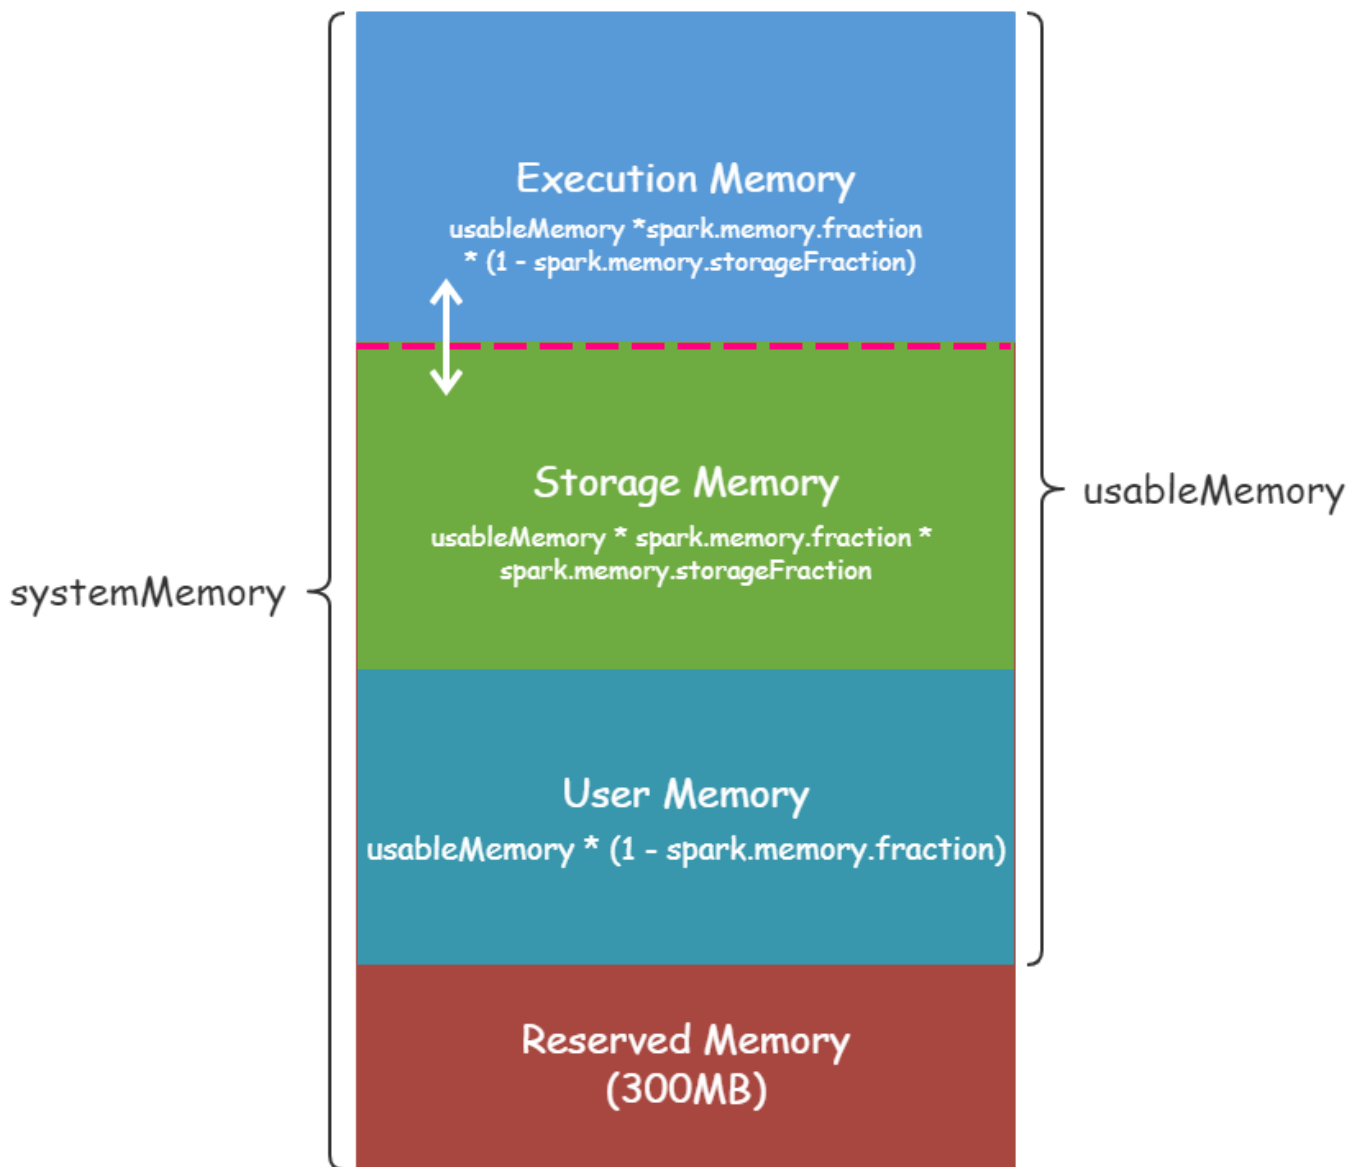 Execution Memory
usableMemory *spark.memory.fraction
* (1 - spark.memory.storageFraction)
Storage Memory
usableMemory * spark.memory.fraction *
spark.memory.storageFraction
usableMemory
systemMemory
User Memory
usableMemory * (1 - spark.memory.fraction)
Reserved Memory
(300MB)